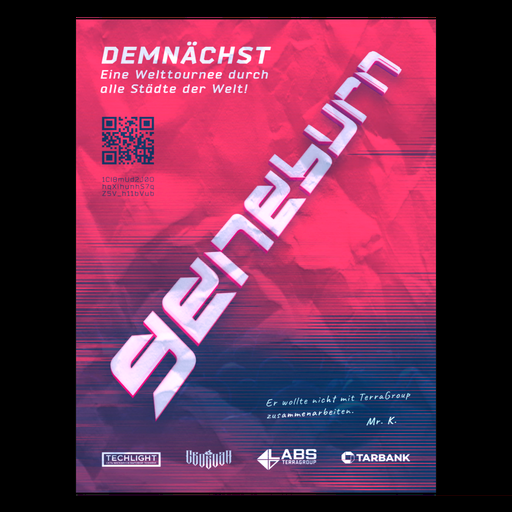 DEMNÄCHST
Eine Welttournee durch
alle Städte der Welt!
geneburn
Er wollte nicht mit TerraGroup
zusammenarbeiten.
Mr. K.
TECHLIGHT
ABS
TERRAGROUP
TARBANK